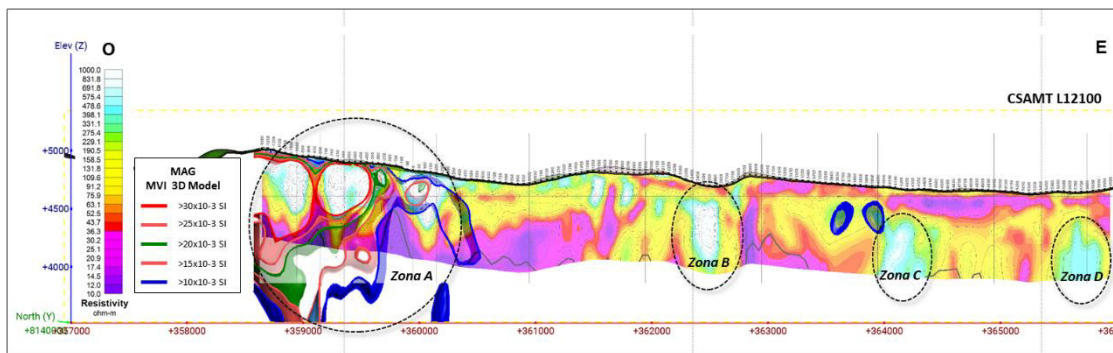 Elev (Z)
O
E
CSAMT L12100
+5000
+4500
+4000
1000.0
831.8
691.8
575.4
478.6
398.1
331.1
275.4
229.1
190.5
158.5
131.8
109.6
91.2
75.9
63.1
52.5
43.7
36.3
30.2
25.1
20.9
17.4
14.5
12.0
10.0
Resistivity
ohm-m
MAG
MVI 3D Model
>30x10-3 SI
>25x10-3 SI
>20x10-3 SI
>15x10-3 SI
>10x10-3 SI
Zona A
Zona B
Zona C
Zona D
North (Y)
+357000
+358000
+359000
+360000
+361000
+362000
+363000
+364000
+365000